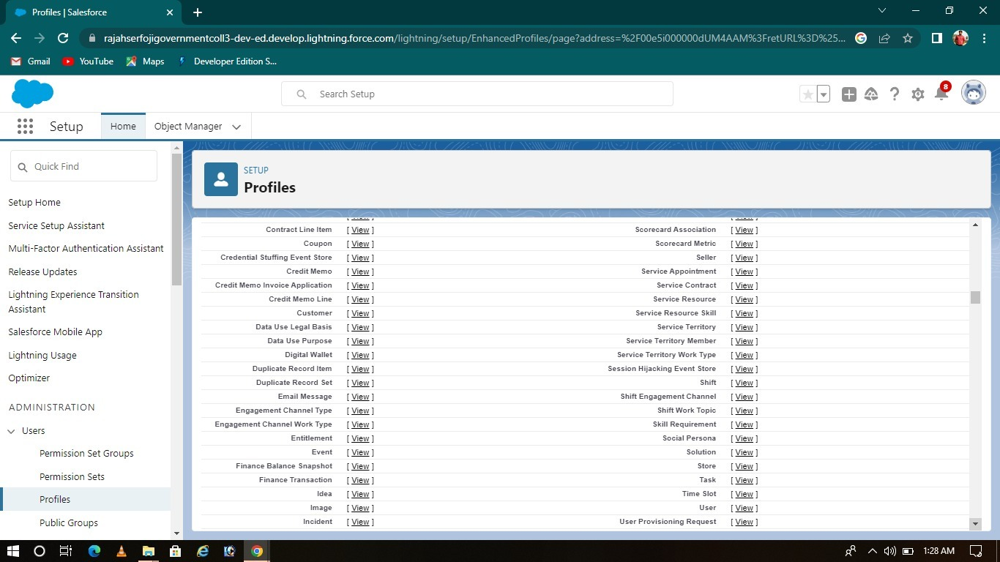 Profiles | Salesforce
rajahserfojigovernmentcoll3-dev-ed.develop.lightning.force.com/lightning/setup/EnhancedProfiles/page?address=%2F00e5i000000dUM4AAM%3FretURL%3D%25...
Gmail YouTube Maps Developer Edition S...
Search Setup
8
Setup Home Object Manager
Quick Find
Setup Home
Service Setup Assistant
Multi-Factor Authentication Assistant
Release Updates
Lightning Experience Transition
Assistant
Salesforce Mobile App
Lightning Usage
Optimizer
ADMINISTRATION
Users
Permission Set Groups
Permission Sets
Profiles
Public Groups
SETUP
Profiles
[ View ] [ View ]
Contract Line Item [ View ] Scorecard Association [ View ]
Coupon [ View ] Scorecard Metric [ View ]
Credential Stuffing Event Store [ View ] Seller [ View ]
Credit Memo [ View ] Service Appointment [ View ]
Credit Memo Invoice Application [ View ] Service Contract [ View ]
Credit Memo Line [ View ] Service Resource [ View ]
Customer [ View ] Service Resource Skill [ View ]
Data Use Legal Basis [ View ] Service Territory [ View ]
Data Use Purpose [ View ] Service Territory Member [ View ]
Digital Wallet [ View ] Service Territory Work Type [ View ]
Duplicate Record Item [ View ] Session Hijacking Event Store [ View ]
Duplicate Record Set [ View ] Shift [ View ]
Email Message [ View ] Shift Engagement Channel [ View ]
Engagement Channel Type [ View ] Shift Work Topic [ View ]
Engagement Channel Work Type [ View ] Skill Requirement [ View ]
Entitlement [ View ] Social Persona [ View ]
Event [ View ] Solution [ View ]
Finance Balance Snapshot [ View ] Store [ View ]
Finance Transaction [ View ] Task [ View ]
Idea [ View ] Time Slot [ View ]
Image [ View ] User [ View ]
Incident [ View ] User Provisioning Request [ View ]
1:28 AM